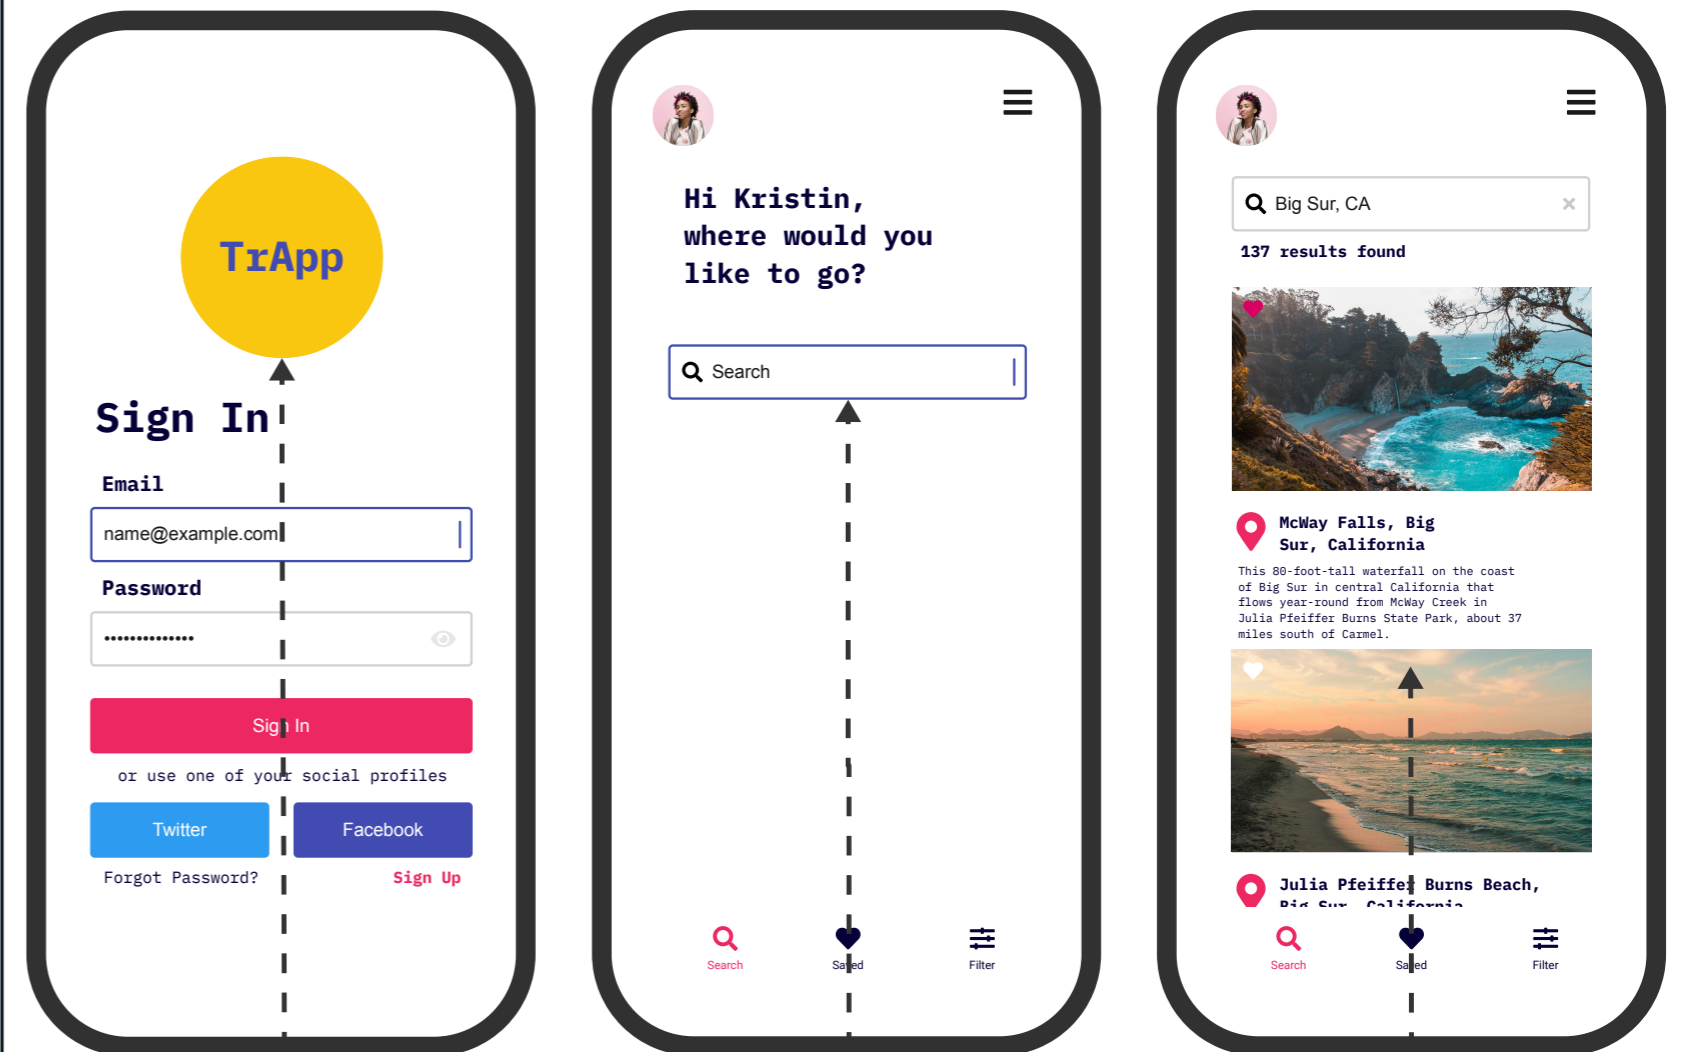 TrApp
Sign In
Email
name@example.com
Password
••••••••••••••
Sign In
or use one of your social profiles
Twitter
Facebook
Forgot Password?
Sign Up
Hi Kristin,
where would you
like to go?
Search
Search
Saved
Filter
Big Sur, CA
137 results found
McWay Falls, Big
Sur, California
This 80-foot-tall waterfall on the coast
of Big Sur in central California that
flows year-round from McWay Creek in
Julia Pfeiffer Burns State Park, about 37
miles south of Carmel.
Julia Pfeiffer Burns Beach,
Big Sur, California
Search
Saved
Filter